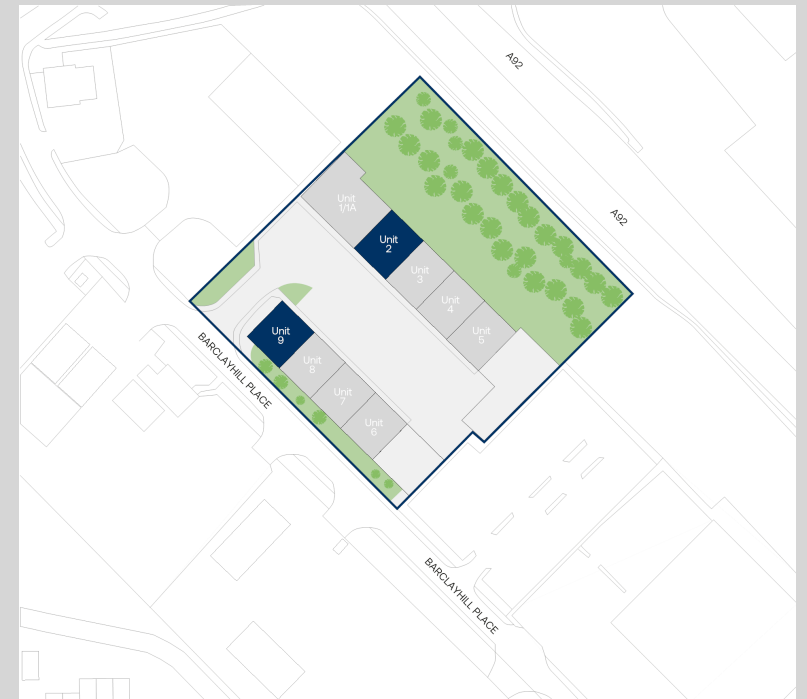 A92
A92
Unit
1/1A
Unit
2
Unit
3
Unit
4
Unit
5
Unit
9
Unit
8
Unit
7
Unit
6
BARCLAYHILL PLACE
BARCLAYHILL PLACE